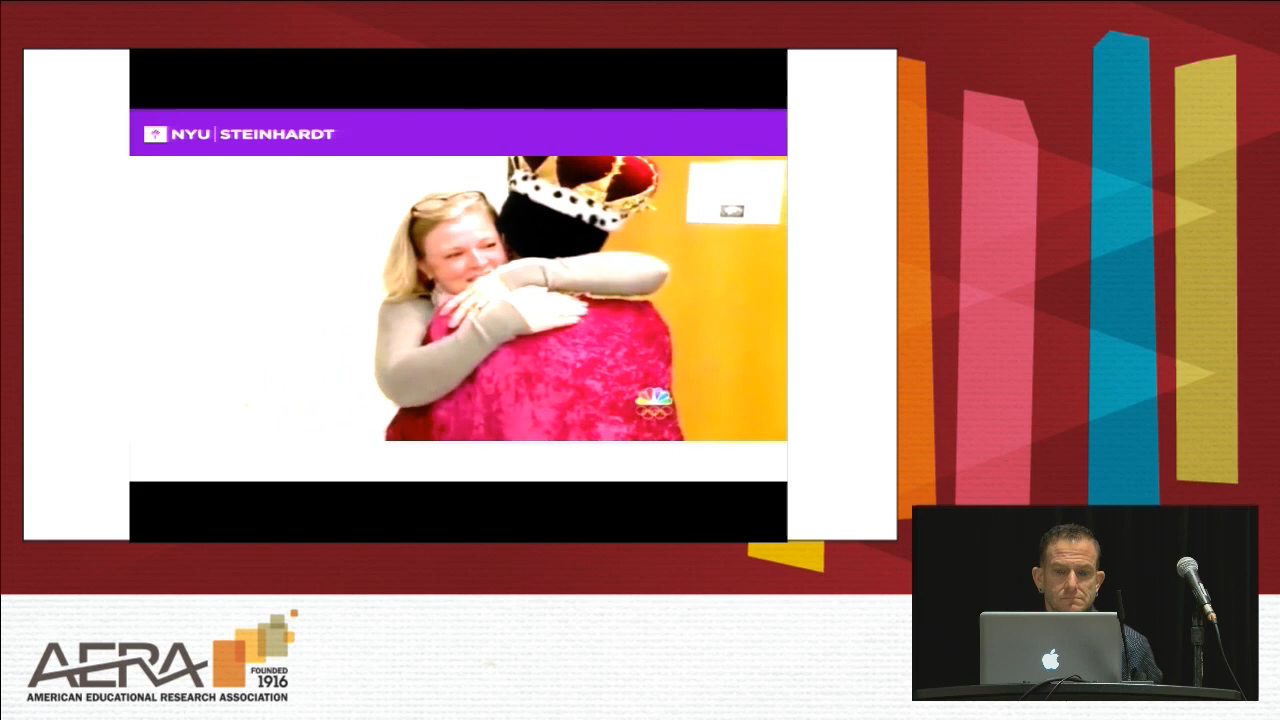 NYU | STEINHARDT
AERA
FOUNDED
1916
AMERICAN EDUCATIONAL RESEARCH ASSOCIATION